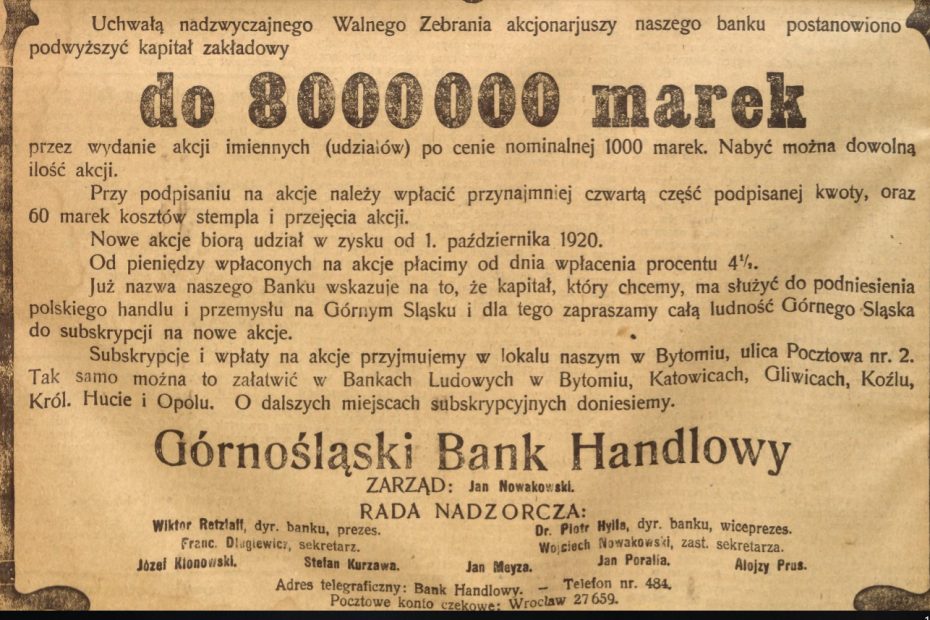 Uchwałą nadzwyczajnego Walnego Zebrania akcjonarjuszy naszego banku postanowiono
podwyższyć kapitał zakładowy
do 8000000 marek
przez wydanie akcji imiennych (udziałów) po cenie nominalnej 1000 marek. Nabyć można dowolną
ilość akcji.
Przy podpisaniu na akcje należy wpłacić przynajmniej czwartą część podpisanej kwoty, oraz
60 marek kosztów stempla i przejęcia akcji.
Nowe akcje biorą udział w zysku od 1. października 1920.
Od pieniędzy wpłaconych na akcje płacimy od dnia wpłacenia procentu
Już nazwa naszego Banku wskazuje na to, że kapitał, który chcemy, ma służyć do podniesienia
polskiego handlu i przemysłu na Górnym Śląsku i dla tego zapraszamy całą ludność Górnego Śląska
do subskrypcji na nowe akcje.
Subskrypcje i wpłaty na akcje przyjmujemy w lokalu naszym w Bytomiu, ulica Pocztowa nr. 2.
Tak samo można to załatwić w Bankach Ludowych w Bytomiu, Katowicach, Gliwicach, Koźlu,
Król. Hucie i Opolu. O dalszych miejscach subskrypcyjnych doniesiemy.
Górnośląski Bank Handlowy
ZARZĄD: Jan Nowakowski.
RADA NADZORCZA:
Wiktor Retzlaff, dyr. banku, prezes. Dr. Piotr Hylla, dyr. banku, wiceprezes.
Franc. Długiewicz, sekretarz. Wojciech Nowakowski, zast. sekretarza.
Józef Klonowski. Stefan Kurzawa. Jan Meyza. Jan Poralla. Alojzy Prus.
Adres telegraficzny: Bank Handlowy. — Telefon nr. 484.
Pocztowe konto czekowe: Wrocław 27659.